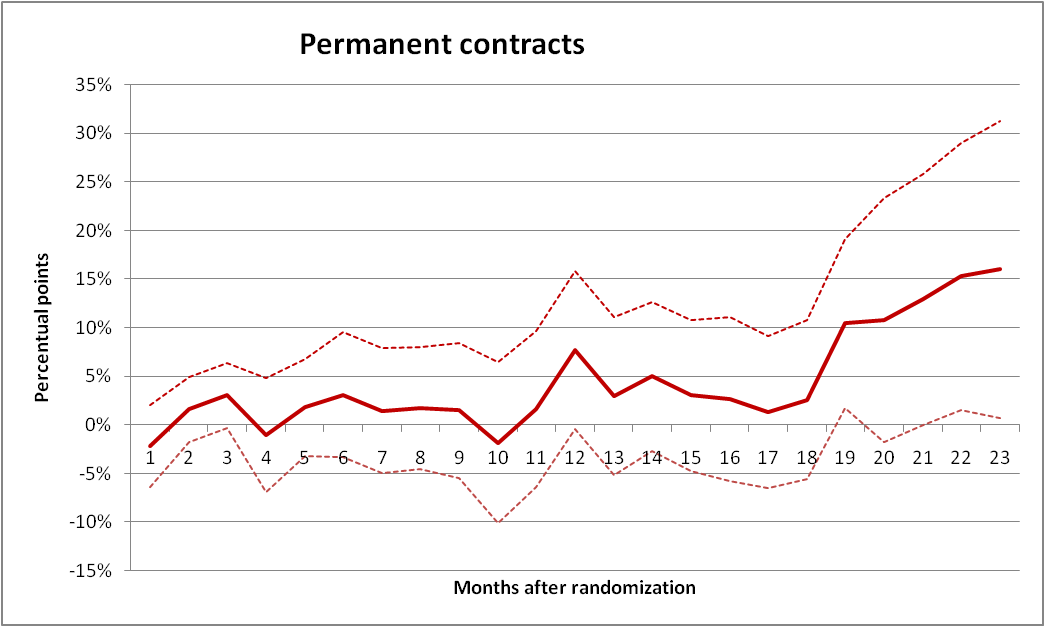 Permanent contracts
35%
30%
25%
20%
15%
10%
5%
0%
-5%
-10%
-15%
Percentual points
1 2 3 4 5 6 7 8 9 10 11 12 13 14 15 16 17 18 19 20 21 22 23
Months after randomization